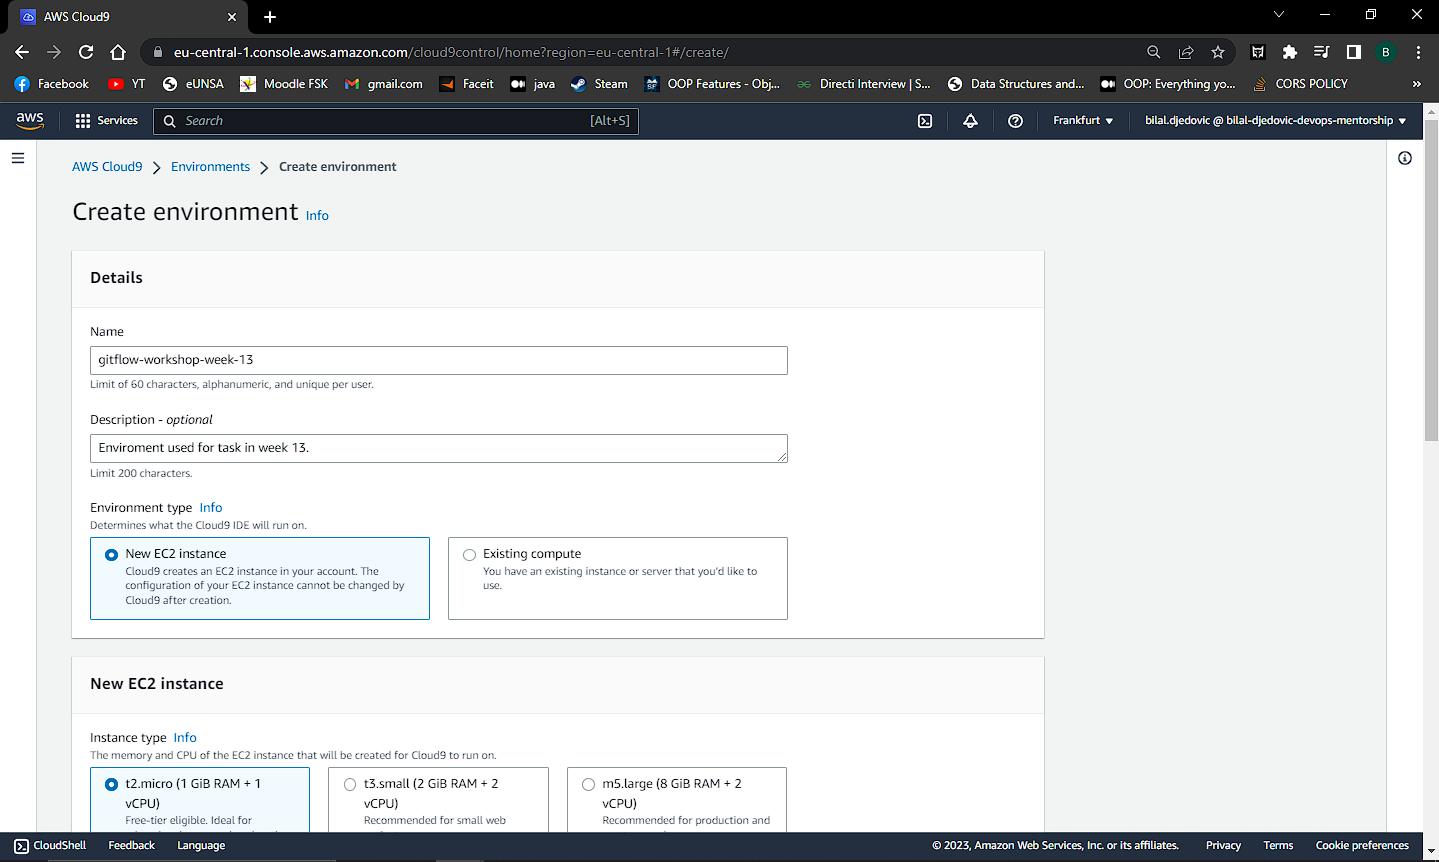 AWS Cloud9
eu-central-1.console.aws.amazon.com/cloud9control/home?region=eu-central-1#/create/
B
Facebook YT eUNSA Moodle FSK gmail.com Faceit java Steam OOP Features - Obj... Directi Interview | S... Data Structures and... OOP: Everything yo... CORS POLICY »
aws Services Search [Alt+S] Frankfurt ▼ bilal.djedovic @ bilal-djedovic-devops-mentorship ▼
AWS Cloud9 > Environments > Create environment
Create environment Info
Details
Name
gitflow-workshop-week-13
Limit of 60 characters, alphanumeric, and unique per user.
Description - optional
Enviroment used for task in week 13.
Limit 200 characters.
Environment type Info
Determines what the Cloud9 IDE will run on.
New EC2 instance
Cloud9 creates an EC2 instance in your account. The
configuration of your EC2 instance cannot be changed by
Cloud9 after creation.
Existing compute
You have an existing instance or server that you'd like to
use.
New EC2 instance
Instance type Info
The memory and CPU of the EC2 instance that will be created for Cloud9 to run on.
t2.micro (1 GiB RAM + 1
vCPU)
Free-tier eligible. Ideal for
t3.small (2 GiB RAM + 2
vCPU)
Recommended for small web
m5.large (8 GiB RAM + 2
vCPU)
Recommended for production and
CloudShell Feedback Language © 2023, Amazon Web Services, Inc. or its affiliates. Privacy Terms Cookie preferences